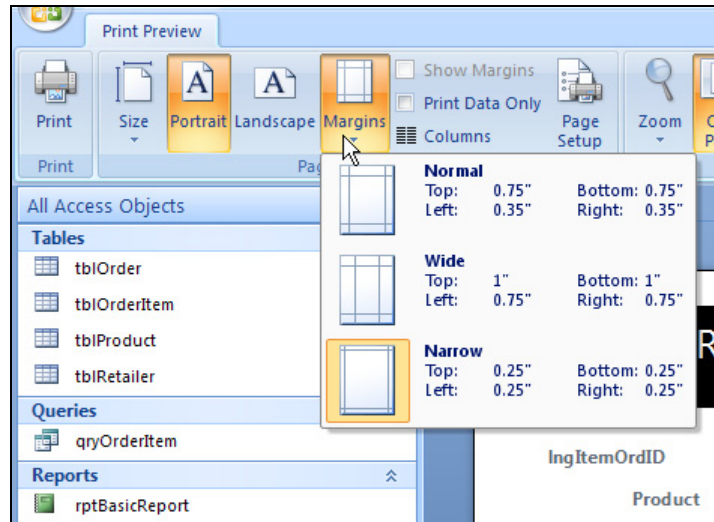 Print Preview
Print
Size
Portrait
Landscape
Margins
Show Margins
Print Data Only
Columns
Page Setup
Zoom
Print
All Access Objects
Tables
tblOrder
tblOrderItem
tblProduct
tblRetailer
Queries
qryOrderItem
Reports
rptBasicReport
Normal
Top: 0.75" Bottom: 0.75"
Left: 0.35" Right: 0.35"
Wide
Top: 1" Bottom: 1"
Left: 0.75" Right: 0.75"
Narrow
Top: 0.25" Bottom: 0.25"
Left: 0.25" Right: 0.25"
lngItemOrdID
Product